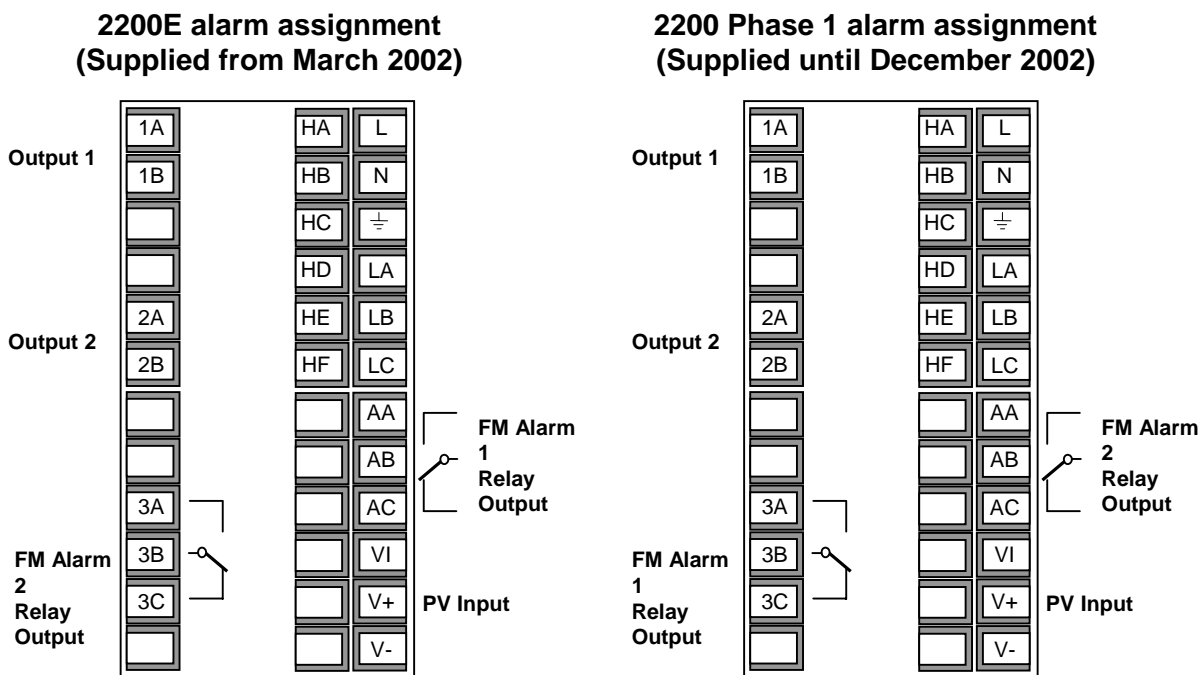 2200E alarm assignment
(Supplied from March 2002)
Output 1
1A
HA L
1B
HB N
HC
HD LA
Output 2
2A
HE LB
2B
HF LC
AA
AB
AC
FM Alarm
1
Relay
Output
3A
3B
3C
FM Alarm
2
Relay
Output
VI
V+ PV Input
V-
2200 Phase 1 alarm assignment
(Supplied until December 2002)
Output 1
1A
HA L
1B
HB N
HC
HD LA
Output 2
2A
HE LB
2B
HF LC
AA
AB
AC
FM Alarm
2
Relay
Output
3A
3B
3C
FM Alarm
1
Relay
Output
VI
V+ PV Input
V-